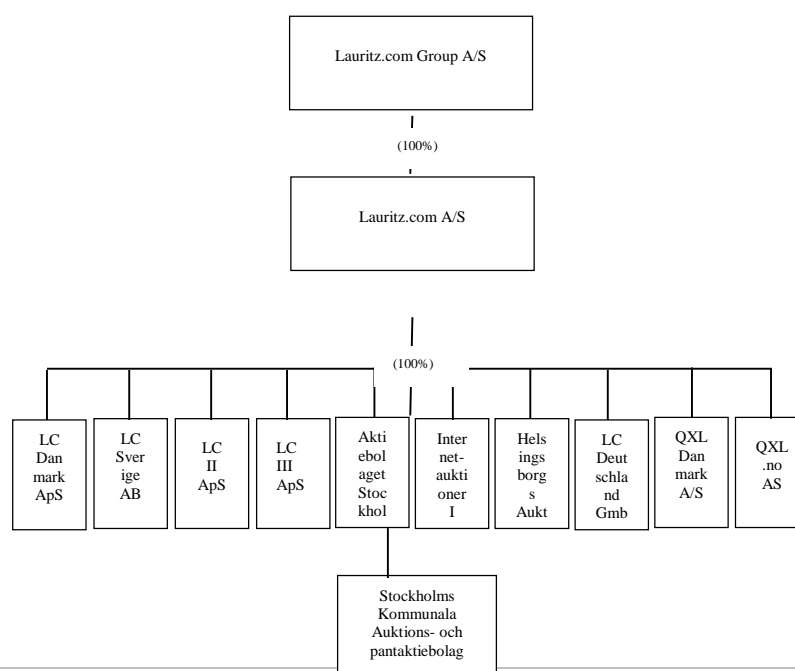 Lauritz.com Group A/S
(100%)
Lauritz.com A/S
(100%)
LC
Dan
mark
ApS
LC
Sver
ige
AB
LC
II
ApS
LC
III
ApS
Akti
ebol
aget
Stoc
khol
Inter
net-
aukti
oner
I
Hels
ings
borg
s
Aukt
LC
Deut
schla
nd
Gmb
QXL
Dan
mark
A/S
QXL
.no
AS
Stockholms
Kommunala
Auktions- och
pantaktiebolag